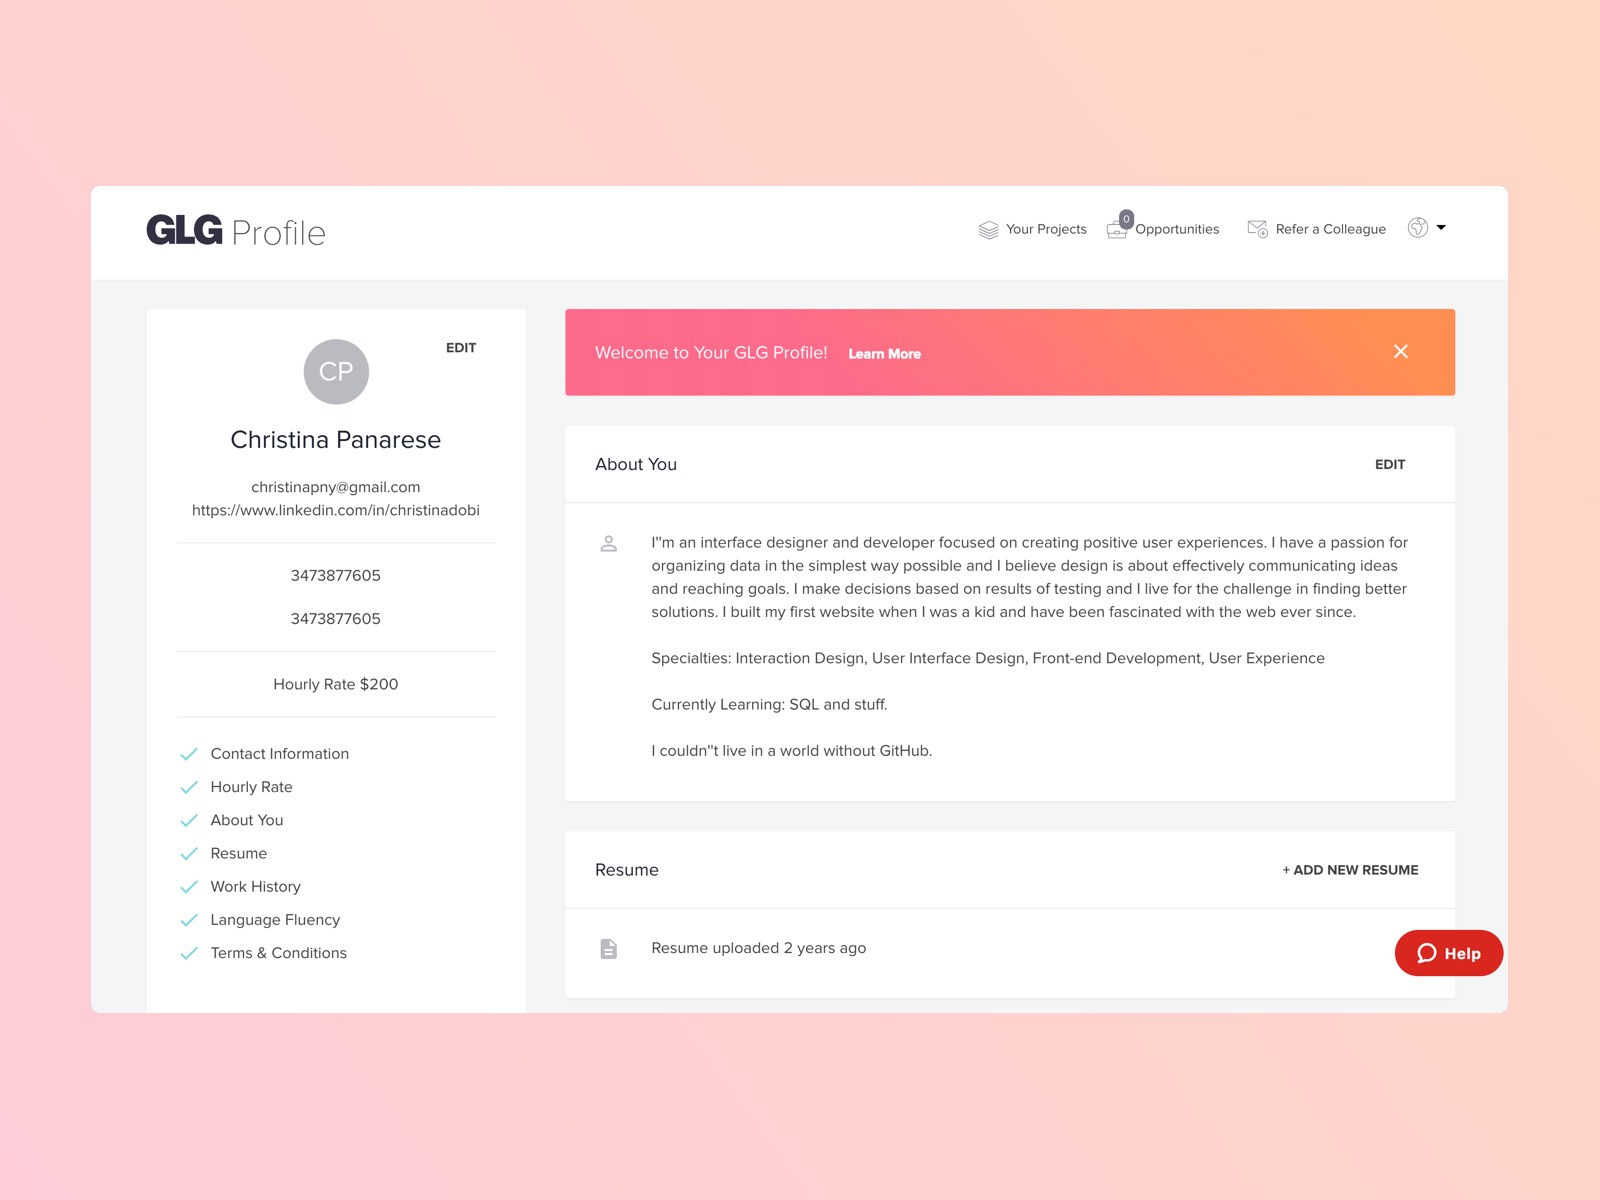 GLG Profile
Your Projects
0
Opportunities
Refer a Colleague
CP
EDIT
Christina Panarese
christinapny@gmail.com
https://www.linkedin.com/in/christinadobi
3473877605
3473877605
Hourly Rate $200
Contact Information
Hourly Rate
About You
Resume
Work History
Language Fluency
Terms & Conditions
Welcome to Your GLG Profile! Learn More
About You
EDIT
I"m an interface designer and developer focused on creating positive user experiences. I have a passion for
organizing data in the simplest way possible and I believe design is about effectively communicating ideas
and reaching goals. I make decisions based on results of testing and I live for the challenge in finding better
solutions. I built my first website when I was a kid and have been fascinated with the web ever since.
Specialties: Interaction Design, User Interface Design, Front-end Development, User Experience
Currently Learning: SQL and stuff.
I couldn"t live in a world without GitHub.
Resume
+ ADD NEW RESUME
Resume uploaded 2 years ago
Help